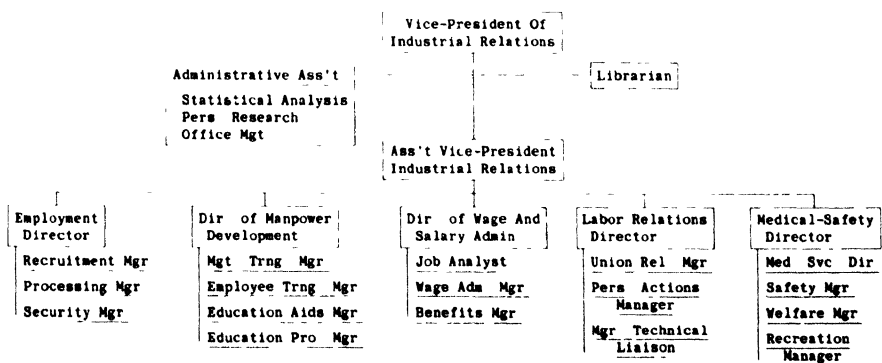 Vice-President Of
Industrial Relations
Administrative Ass't
Statistical Analysis
Pers Research
Office Mgt
Librarian
Ass't Vice-President
Industrial Relations
Employment
Director
Recruitment Mgr
Processing Mgr
Security Mgr
Dir of Manpower
Development
Mgt Trng Mgr
Employee Trng Mgr
Education Aids Mgr
Education Pro Mgr
Dir of Wage And
Salary Admin
Job Analyst
Wage Adm Mgr
Benefits Mgr
Labor Relations
Director
Union Rel Mgr
Pers Actions
Manager
Mgr Technical
Liaison
Medical-Safety
Director
Med Svc Dir
Safety Mgr
Welfare Mgr
Recreation
Manager